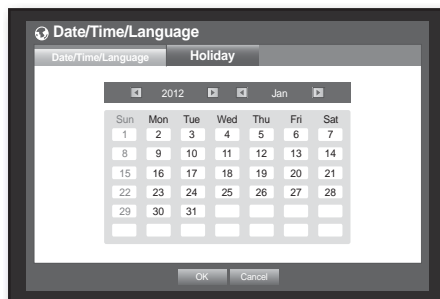 Date/Time/Language
Date/Time/Language Holiday
2012 Jan
Sun Mon Tue Wed Thu Fri Sat
1 2 3 4 5 6 7
8 9 10 11 12 13 14
15 16 17 18 19 20 21
22 23 24 25 26 27 28
29 30 31
OK Cancel